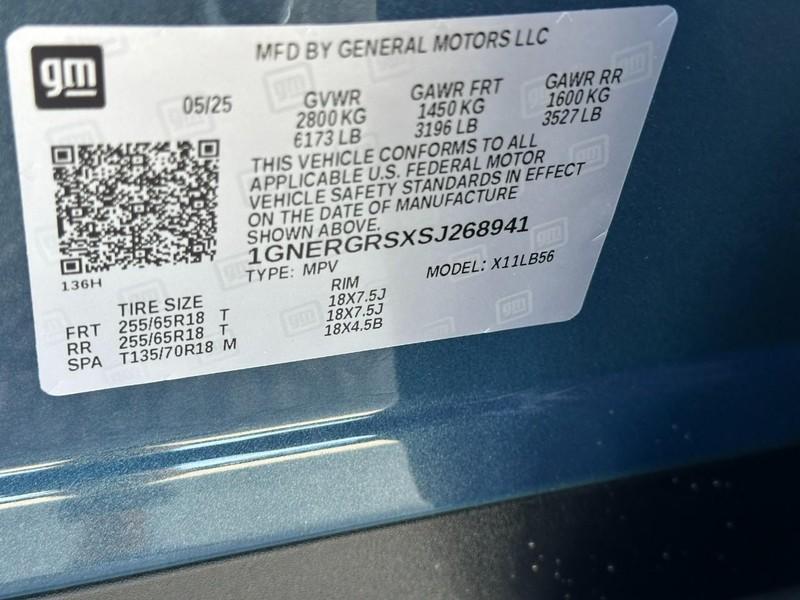 gm
MFD BY GENERAL MOTORS LLC
05/25
GVWR GAWR FRT GAWR RR
2800 KG 1450 KG 1600 KG
6173 LB 3196 LB 3527 LB
THIS VEHICLE CONFORMS TO ALL
APPLICABLE U.S. FEDERAL MOTOR
VEHICLE SAFETY STANDARDS IN EFFECT
ON THE DATE OF MANUFACTURE
SHOWN ABOVE.
1GNERGRSXSJ268941
TYPE: MPV MODEL: X11LB56
136H
TIRE SIZE RIM
FRT 255/65R18 T 18X7.5J
RR 255/65R18 T 18X7.5J
SPA T135/70R18 M 18X4.5B